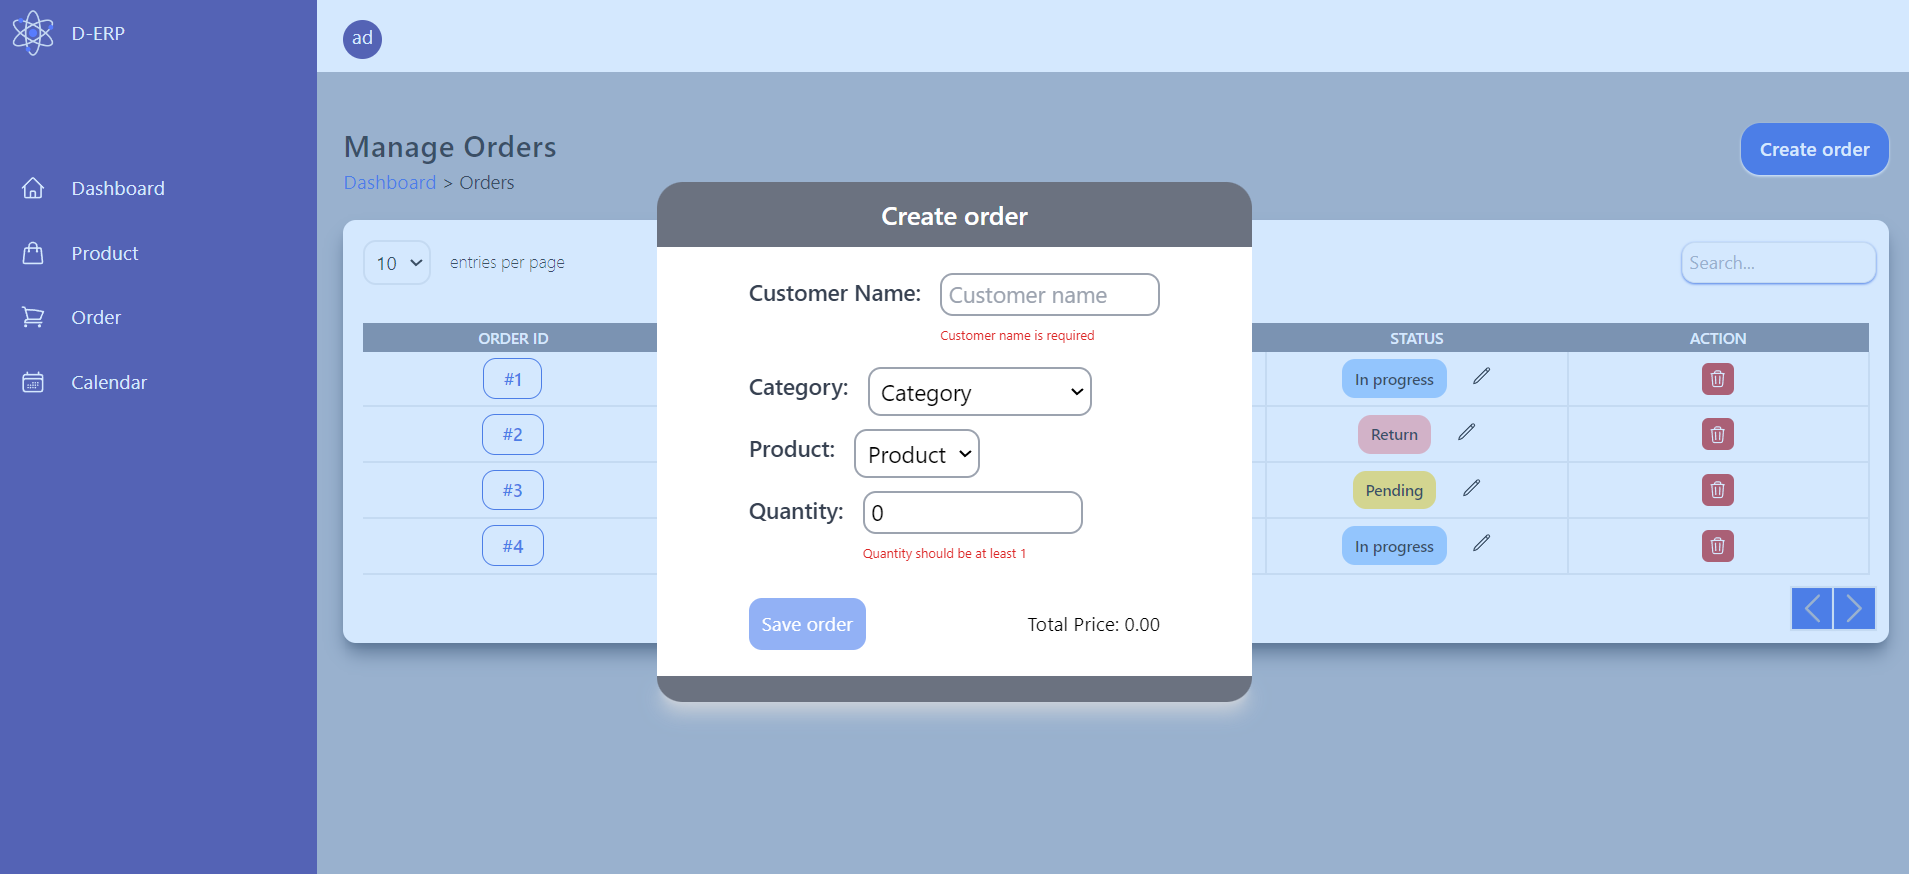 D-ERP
ad
Dashboard
Product
Order
Calendar
Manage Orders
Dashboard > Orders
Create order
10 entries per page
Search...
ORDER ID STATUS ACTION
#1 In progress
#2 Return
#3 Pending
#4 In progress
Create order
Customer Name: Customer name
Customer name is required
Category: Category
Product: Product
Quantity: 0
Quantity should be at least 1
Save order Total Price: 0.00